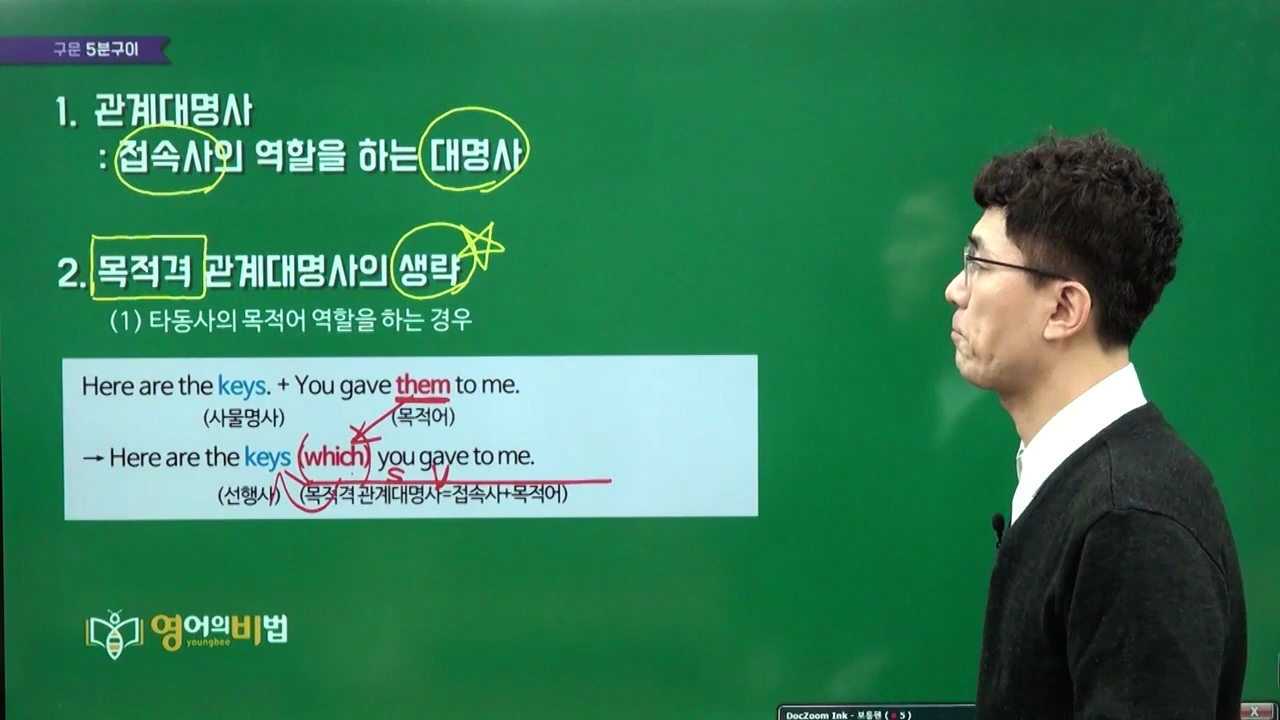 구문 5분구이
1. 관계대명사
: 접속사의 역할을 하는 대명사
2. 목적격 관계대명사의 생략
(1) 타동사의 목적어 역할을 하는 경우
Here are the keys. + You gave them to me.
(사물명사) (목적어)
→ Here are the keys (which) you gave to me.
s v
(선행사) (목적격 관계대명사=접속사+목적어)
영어의비법
youngbee
DocZoom Ink - 보통펜 ( 5 )